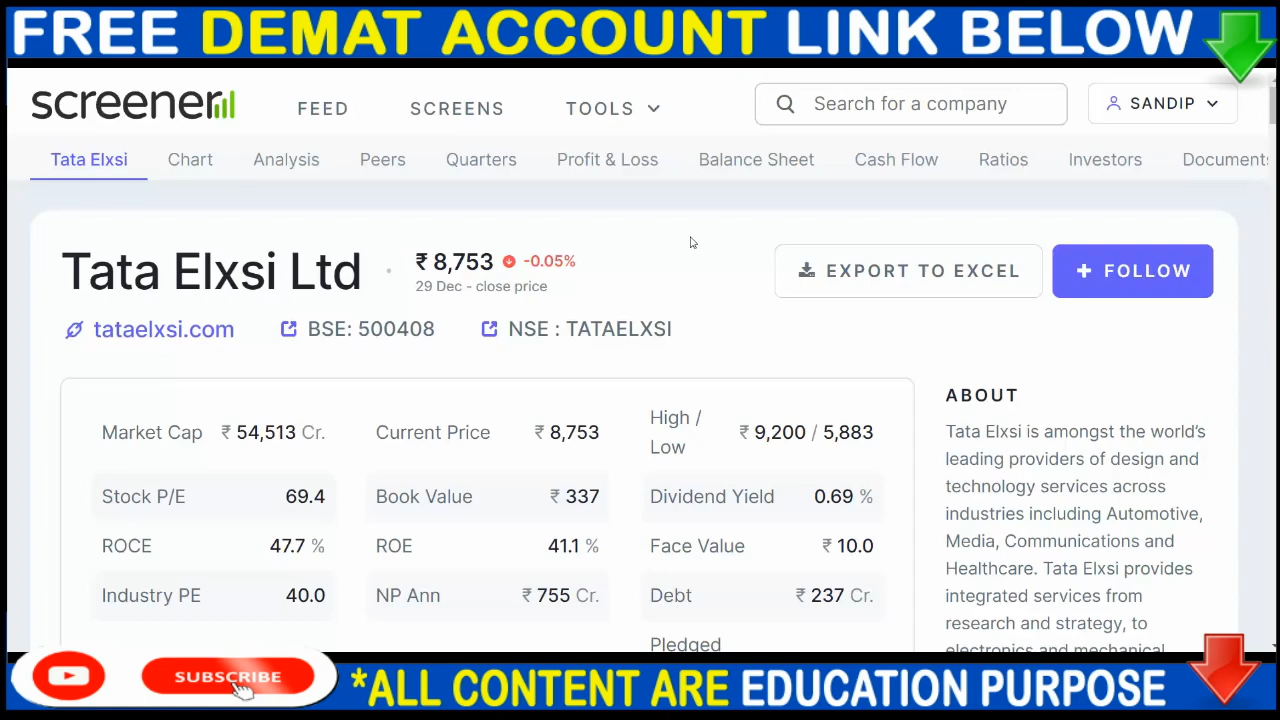 FREE DEMAT ACCOUNT LINK BELOW
screener
FEED
SCREENS
TOOLS
Search for a company
SANDIP
Tata Elxsi
Chart
Analysis
Peers
Quarters
Profit & Loss
Balance Sheet
Cash Flow
Ratios
Investors
Documents
Tata Elxsi Ltd
₹ 8,753 -0.05%
29 Dec - close price
EXPORT TO EXCEL
+ FOLLOW
tataelxsi.com
BSE: 500408
NSE : TATAELXSI
Market Cap ₹ 54,513 Cr.
Current Price ₹ 8,753
High / Low ₹ 9,200 / 5,883
Stock P/E 69.4
Book Value ₹ 337
Dividend Yield 0.69 %
ROCE 47.7 %
ROE 41.1 %
Face Value ₹ 10.0
Industry PE 40.0
NP Ann ₹ 755 Cr.
Debt ₹ 237 Cr.
Pledged
ABOUT
Tata Elxsi is amongst the world's
leading providers of design and
technology services across
industries including Automotive,
Media, Communications and
Healthcare. Tata Elxsi provides
integrated services from
research and strategy, to
electronics and mechanical
SUBSCRIBE
*ALL CONTENT ARE EDUCATION PURPOSE